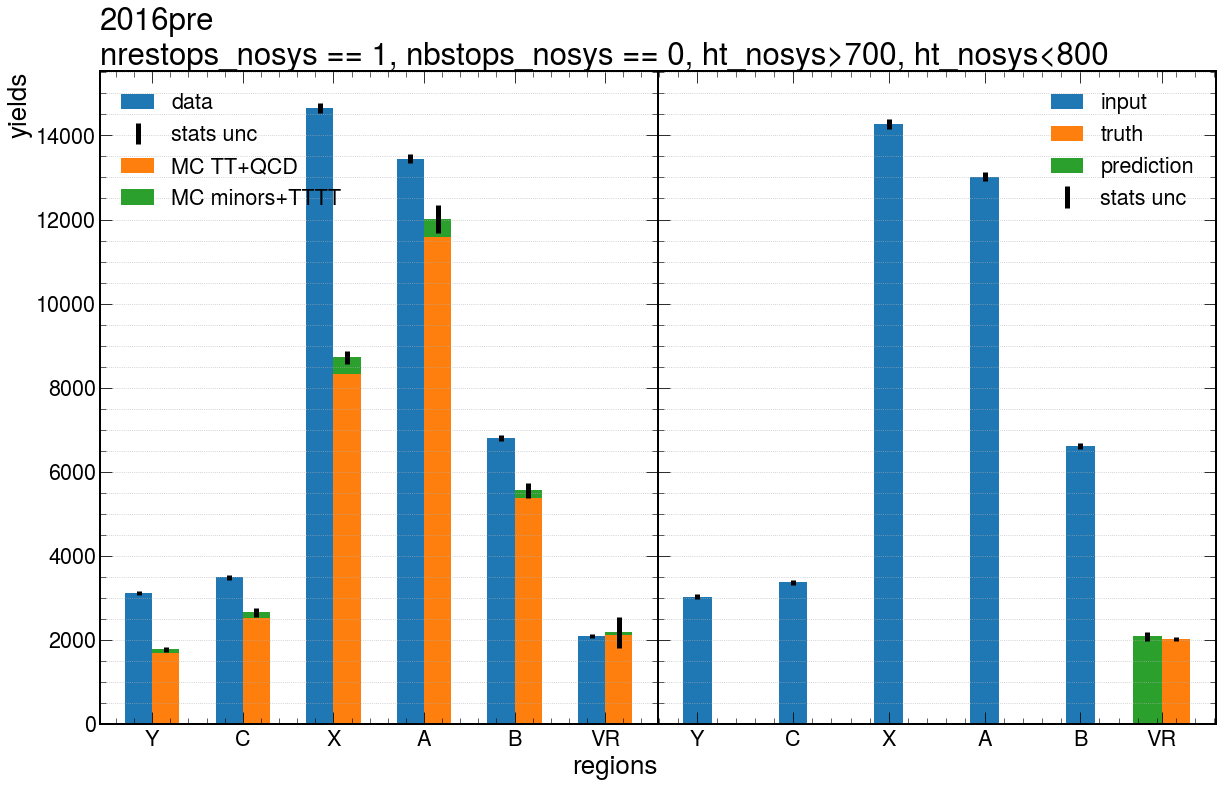 2016pre
nrestops_nosys == 1, nbstops_nosys == 0, ht_nosys>700, ht_nosys<800
yields
14000
12000
10000
8000
6000
4000
2000
0
data
stats unc
MC TT+QCD
MC minors+TTTT
input
truth
prediction
stats unc
Y C X A B VR
Y C X A B VR
regions